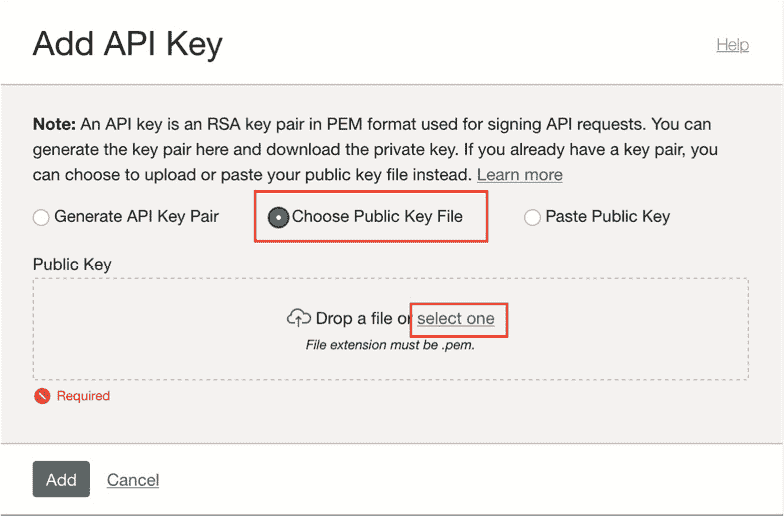 Add API Key
Help
Note: An API key is an RSA key pair in PEM format used for signing API requests. You can
generate the key pair here and download the private key. If you already have a key pair, you
can choose to upload or paste your public key file instead. Learn more
Generate API Key Pair
Choose Public Key File
Paste Public Key
Public Key
Drop a file or select one
File extension must be .pem.
Required
Add
Cancel